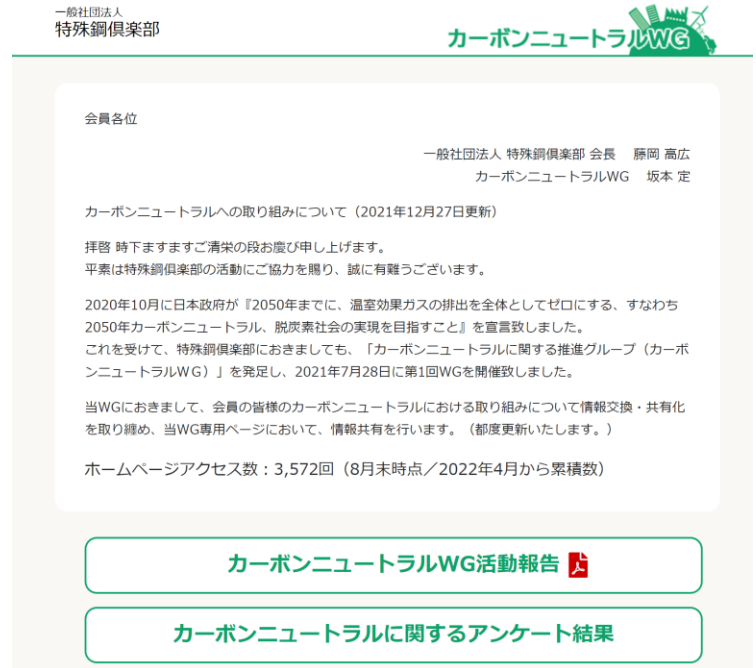 一般社団法人
特殊鋼倶楽部
カーボンニュートラルWG
会員各位
一般社団法人 特殊鋼倶楽部 会長 藤岡 高広
カーボンニュートラルWG 坂本 定
カーボンニュートラルへの取り組みについて（2021年12月27日更新）
拝啓 時下ますますご清栄の段お慶び申し上げます。
平素は特殊鋼倶楽部の活動にご協力を賜り、誠に有難うございます。
2020年10月に日本政府が『2050年までに、温室効果ガスの排出を全体としてゼロにする、すなわち
2050年カーボンニュートラル、脱炭素社会の実現を目指すこと』を宣言致しました。
これを受けて、特殊鋼倶楽部におきましても、「カーボンニュートラルに関する推進グループ（カーボ
ンニュートラルＷＧ）」を発足し、2021年7月28日に第1回WGを開催致しました。
当WGにおきまして、会員の皆様のカーボンニュートラルにおける取り組みについて情報交換・共有化
を取り纏め、当WG専用ページにおいて、情報共有を行います。（都度更新いたします。）
ホームページアクセス数：3,572回（8月末時点／2022年4月から累積数）
カーボンニュートラルWG活動報告
カーボンニュートラルに関するアンケート結果